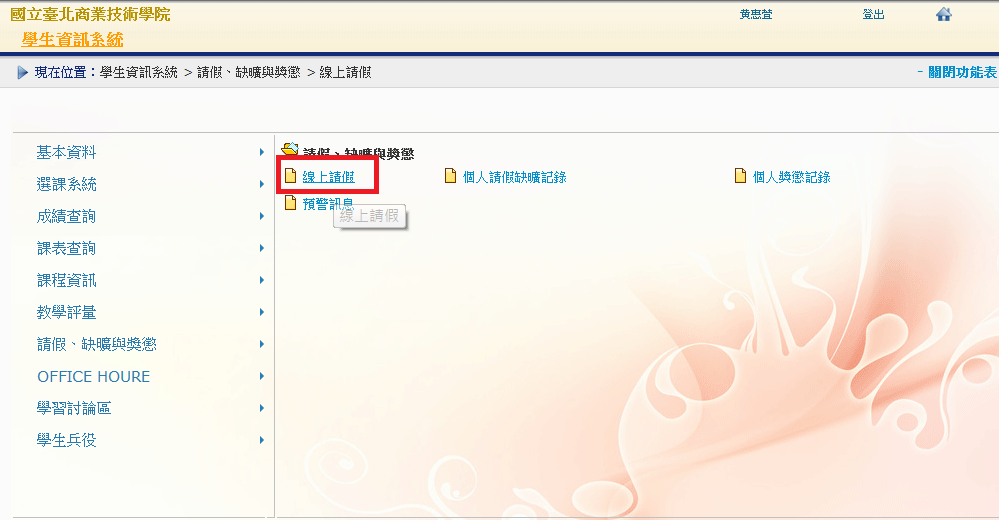 國立臺北商業技術學院
黃惠萱 登出
學生資訊系統
現在位置：學生資訊系統 > 請假、缺曠與獎懲 > 線上請假
- 關閉功能表
基本資料
選課系統
成績查詢
課表查詢
課程資訊
教學評量
請假、缺曠與獎懲
OFFICE HOURE
學習討論區
學生兵役
請假、缺曠與獎懲
線上請假 個人請假缺曠記錄 個人獎懲記錄
預警訊息
線上請假